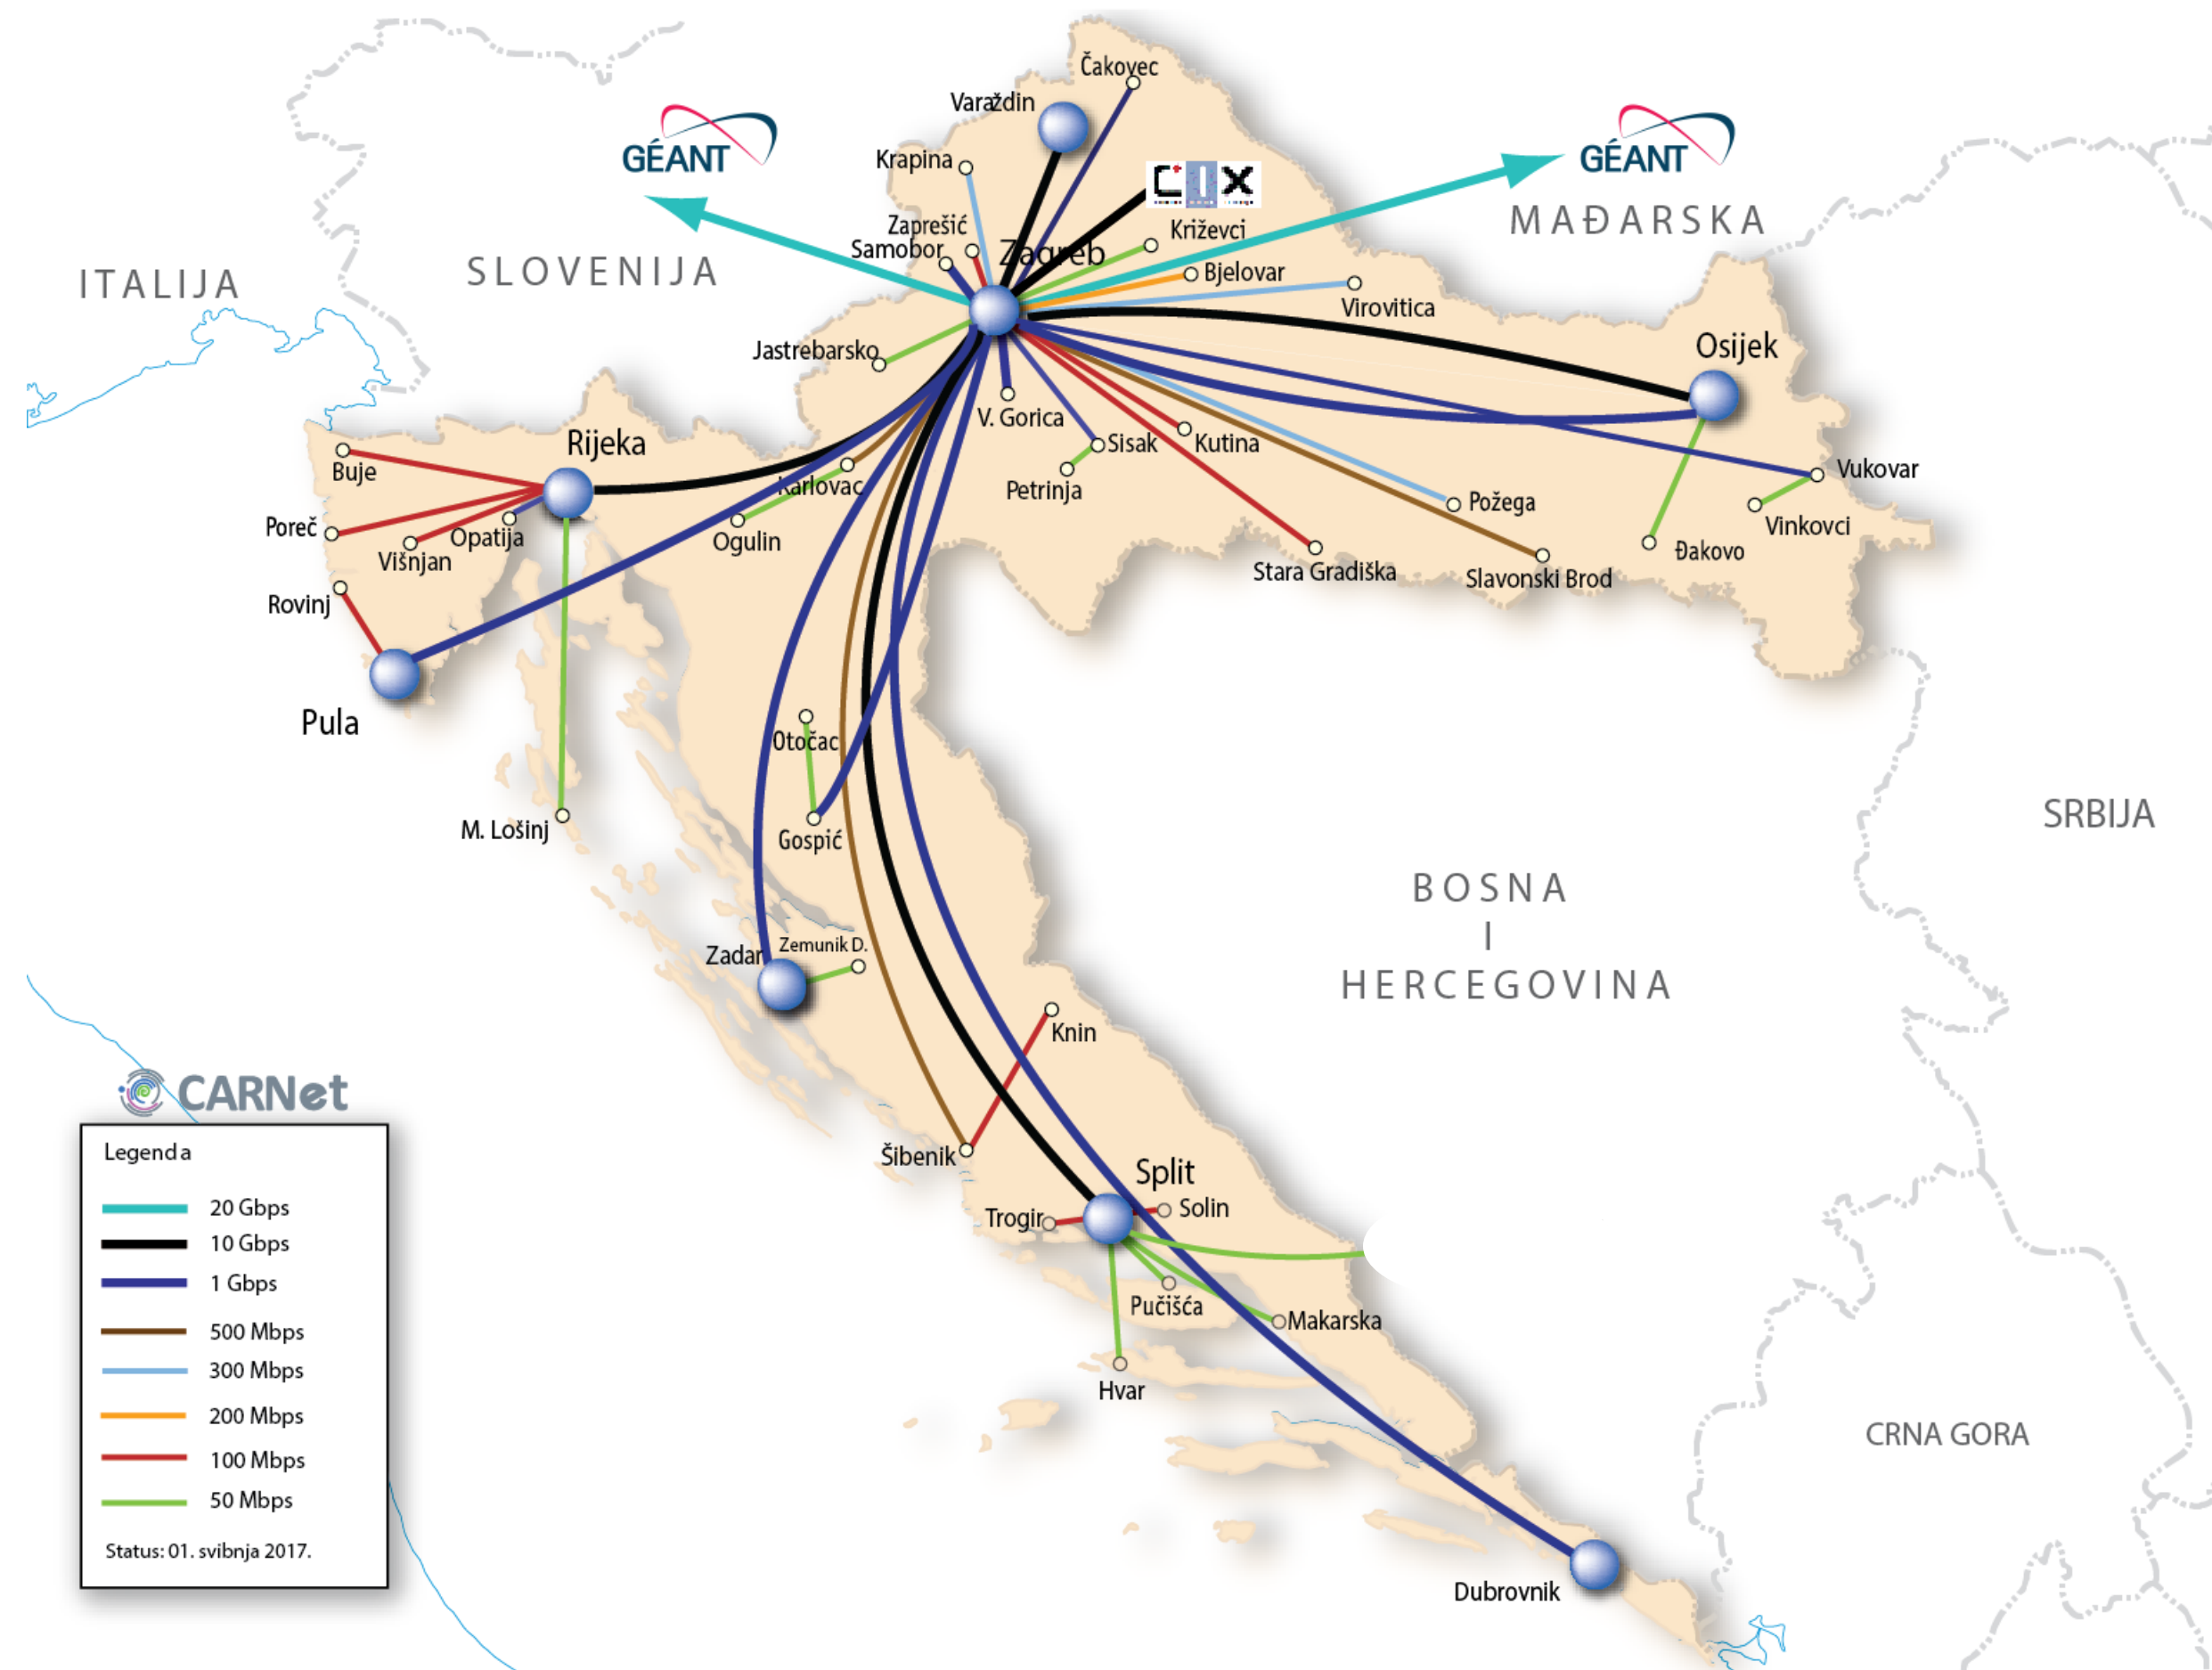 Čakovec
Varaždin
GÉANT
GÉANT
Krapina
CIX
MAĐARSKA
Zaprešić
Križevci
Samobor
Zagreb
ITALIJA
SLOVENIJA
Bjelovar
Virovitica
Jastrebarsko
Osijek
V. Gorica
Rijeka
Sisak
Kutina
Buje
Karlovac
Petrinja
Vukovar
Požega
Poreč
Opatija
Ogulin
Vinkovci
Višnjan
Đakovo
Stara Gradiška
Slavonski Brod
Rovinj
Pula
Otočac
M. Lošinj
Gospić
SRBIJA
BOSNA
I
HERCEGOVINA
Zadar
Zemunik D.
Knin
CARNet
Šibenik
Split
Trogir
Solin
Pučišća
Makarska
Hvar
CRNA GORA
Dubrovnik
Legenda
20 Gbps
10 Gbps
1 Gbps
500 Mbps
300 Mbps
200 Mbps
100 Mbps
50 Mbps
Status: 01. svibnja 2017.